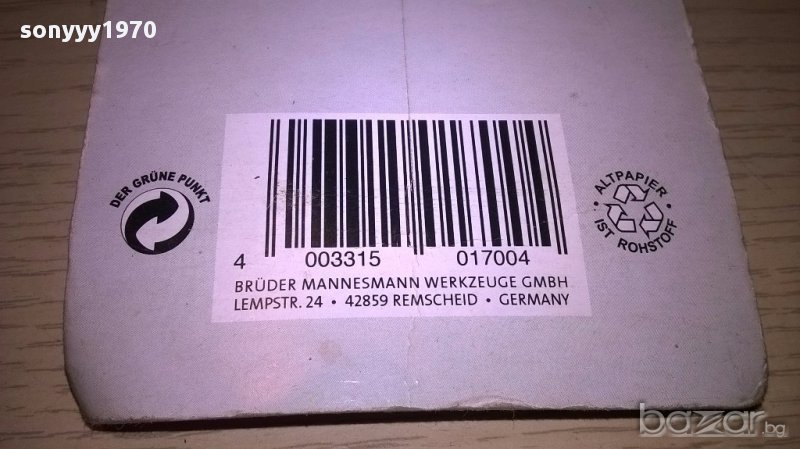 sonyyy1970
DER GRÜNE PUNKT
ALTPAPIER
IST ROHSTOFF
4 003315 017004
BRÜDER MANNESMANN WERKZEUGE GMBH
LEMPSTR. 24 • 42859 REMSCHEID • GERMANY
bazar.bg